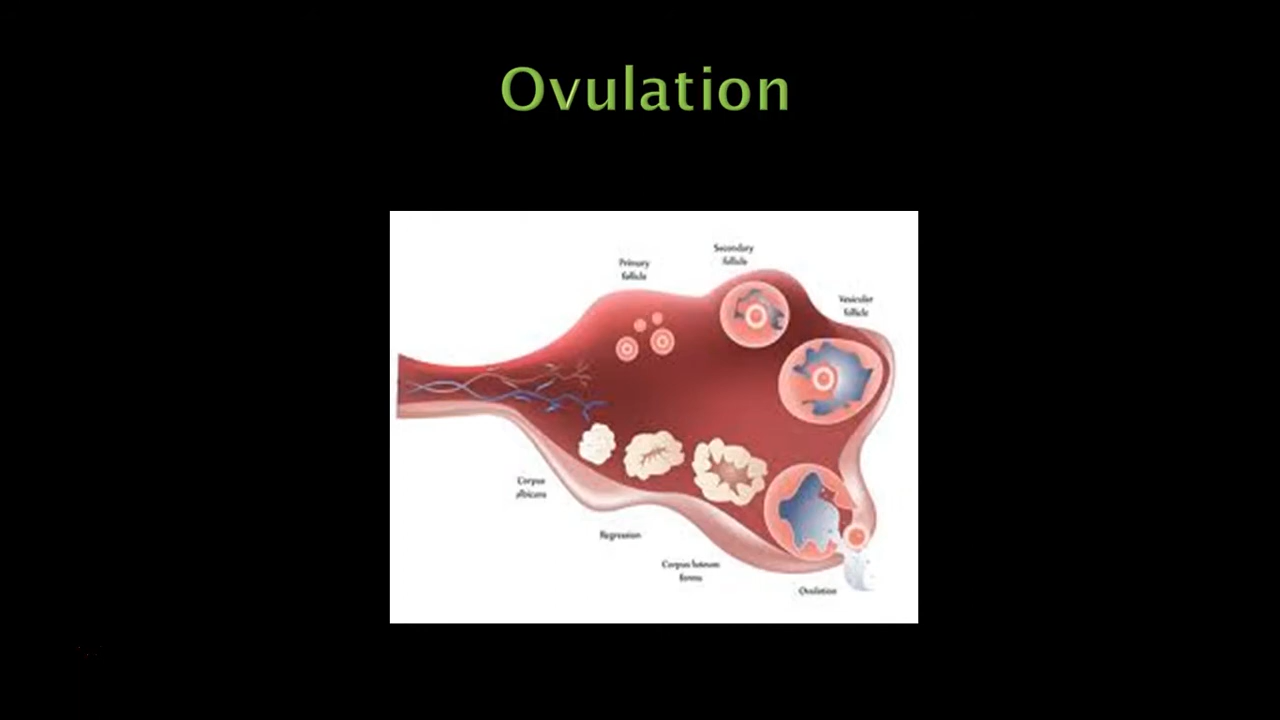 Ovulation
Secondary
follicle
Primary
follicle
Vesicular
follicle
Corpus
albicans
Regression
Corpus luteum
forms
Ovulation